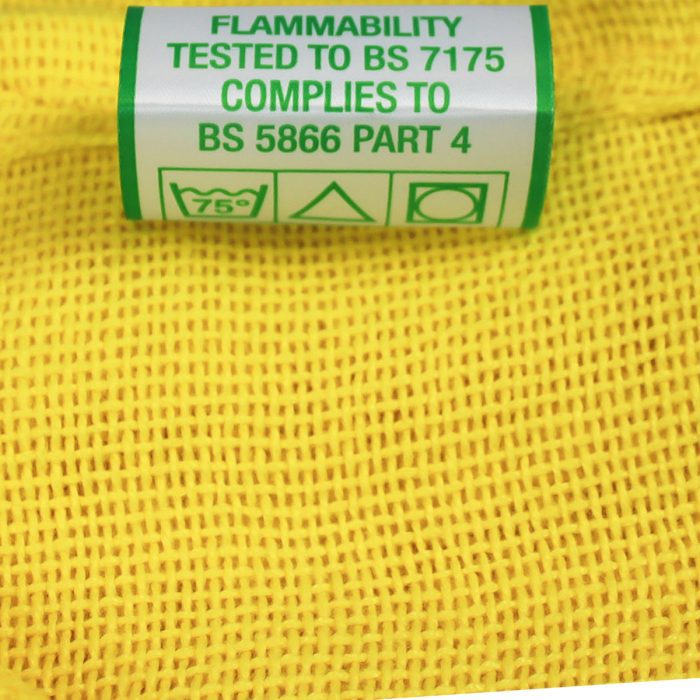 FLAMMABILITY
TESTED TO BS 7175
COMPLIES TO
BS 5866 PART 4
75°